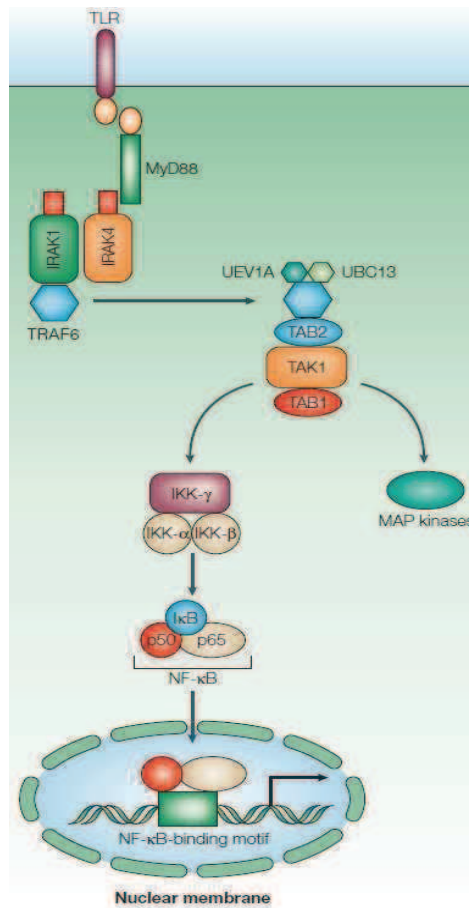 TLR
MyD88
IRAK1
IRAK4
TRAF6
UEV1A
UBC13
TAB2
TAK1
TAB1
IKK-γ
IKK-α
IKK-β
MAP kinases
IκB
p50
p65
NF-κB
NF-κB-binding motif
Nuclear membrane